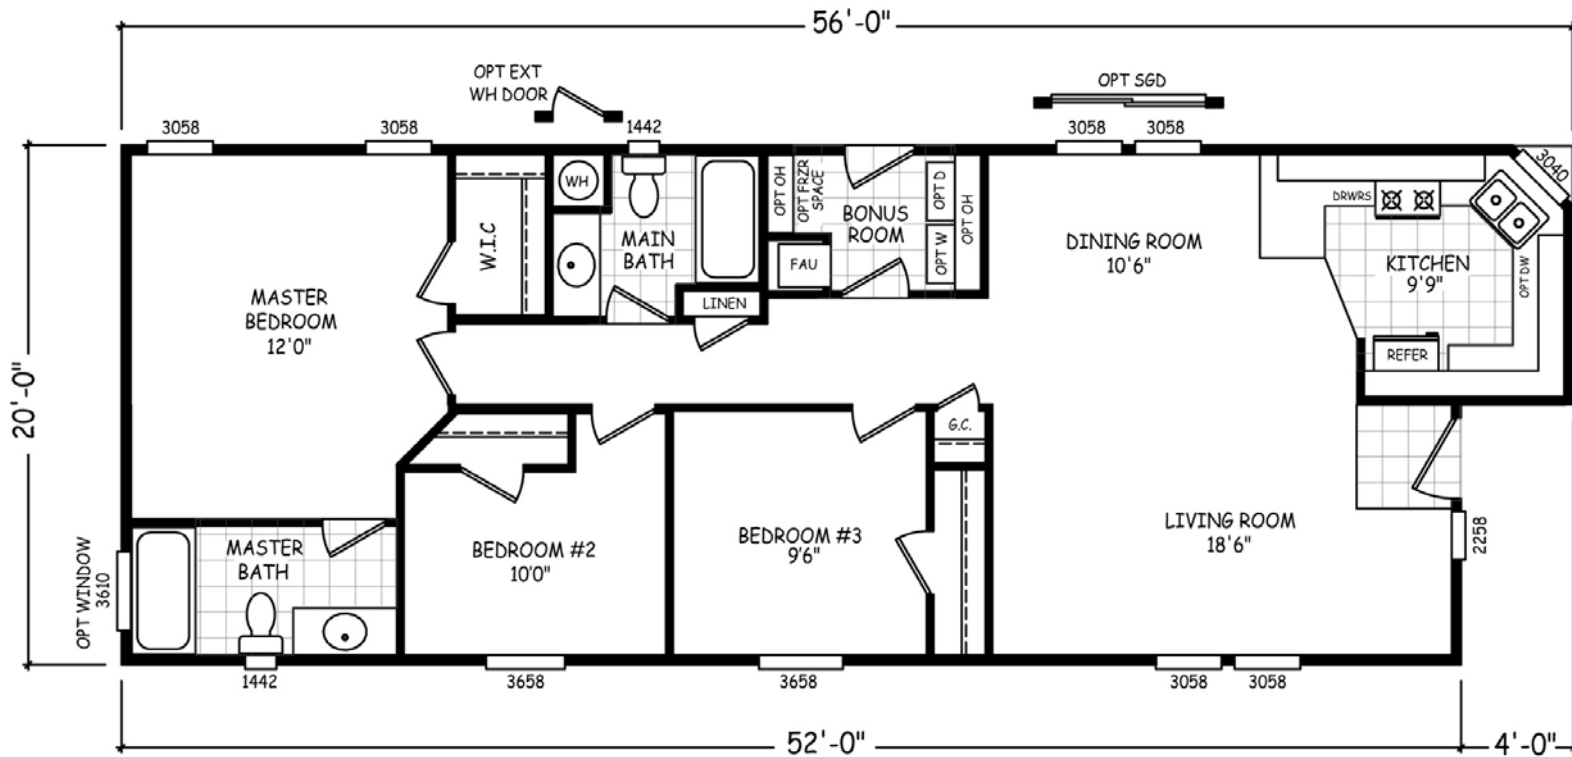 56'-0"
OPT EXT
WH DOOR
OPT SGD
3058
3058
1442
3058
3058
3040
WH
W.I.C
MAIN
BATH
LINEN
OPT OH
OPT FRZR
SPACE
BONUS
ROOM
FAU
OPT D
OPT W
OPT OH
DINING ROOM
10'6"
DRWRS
KITCHEN
9'9"
OPT DW
REFER
MASTER
BEDROOM
12'0"
20'-0"
G.C.
MASTER
BATH
OPT WINDOW
3610
BEDROOM #2
10'0"
BEDROOM #3
9'6"
LIVING ROOM
18'6"
2258
1442
3658
3658
3058
3058
52'-0"
4'-0"